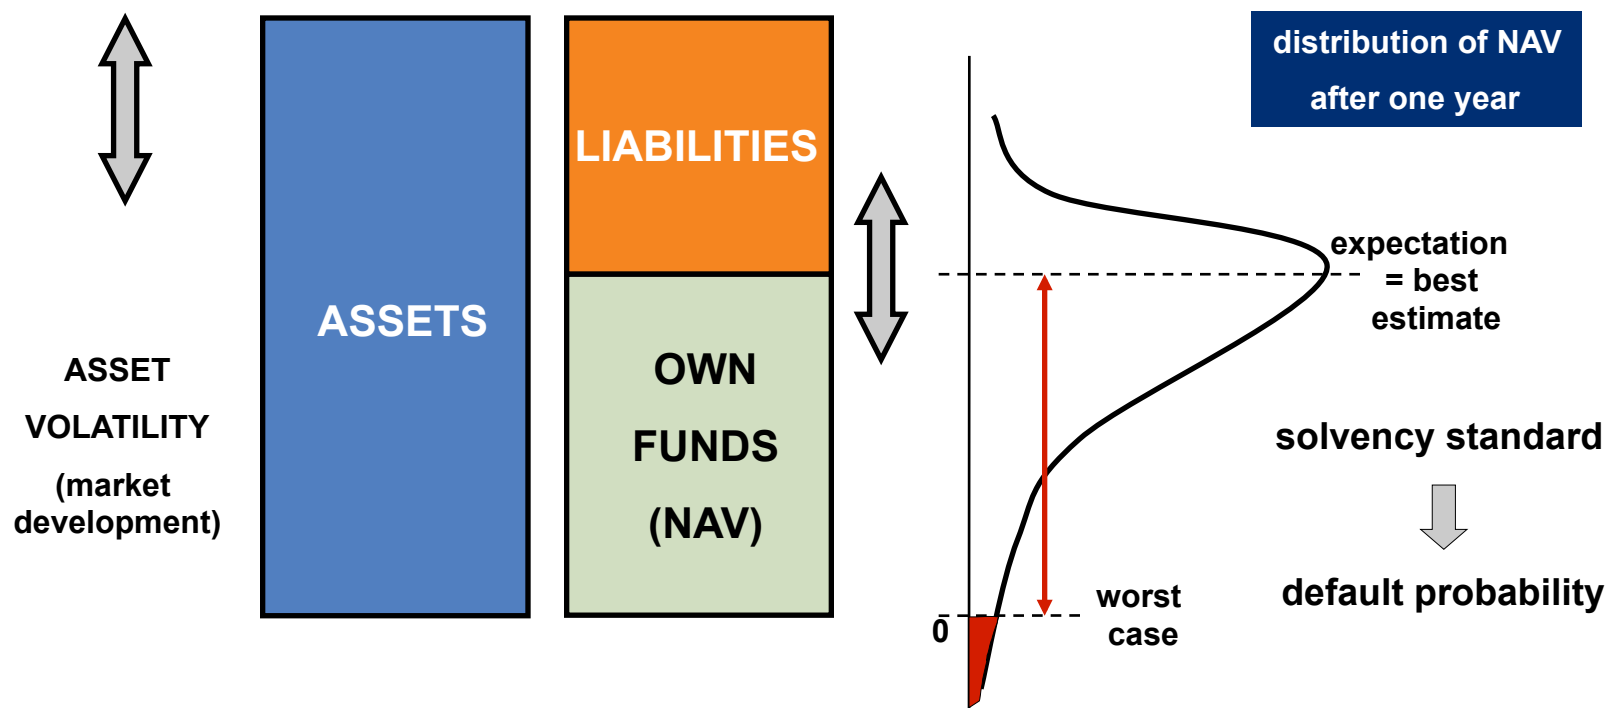 distribution of NAV
after one year
LIABILITIES
ASSETS
OWN
FUNDS
(NAV)
ASSET
VOLATILITY
(market
development)
expectation
= best
estimate
solvency standard
default probability
worst
case
0